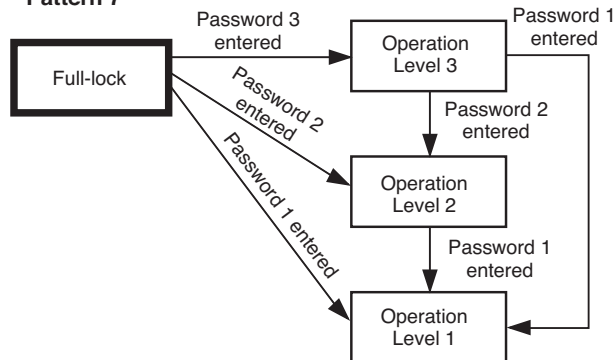 Pattern 7
Password 3
entered
Password 1
entered
Full-lock
Operation
Level 3
Password 2
entered
Password 2
entered
Password 1 entered
Operation
Level 2
Password 1
entered
Operation
Level 1